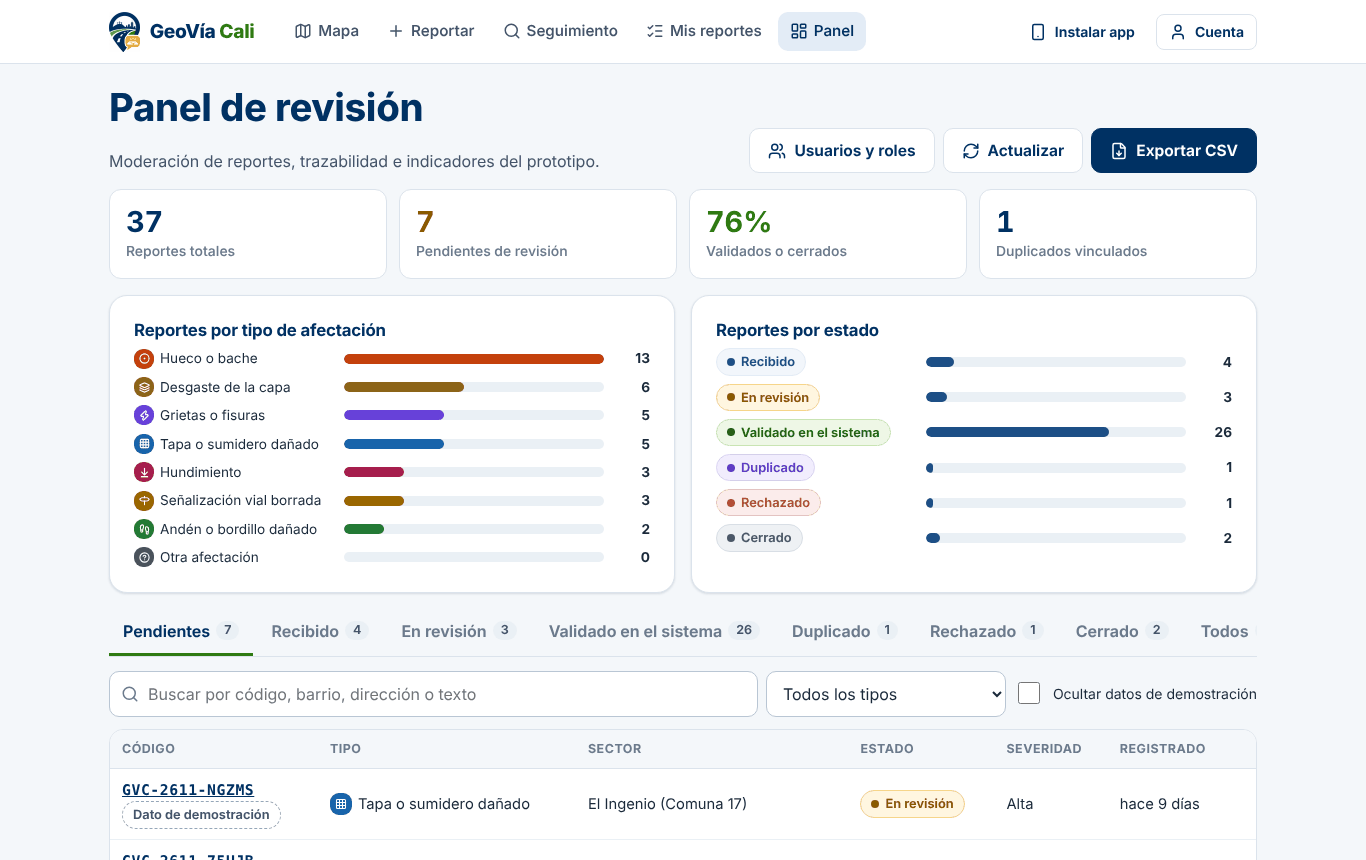 GeoVía Cali
Mapa
Reportar
Seguimiento
Mis reportes
Panel
Instalar app
Cuenta
Panel de revisión
Moderación de reportes, trazabilidad e indicadores del prototipo.
Usuarios y roles
Actualizar
Exportar CSV
37
Reportes totales
7
Pendientes de revisión
76%
Validados o cerrados
1
Duplicados vinculados
Reportes por tipo de afectación
Hueco o bache 13
Desgaste de la capa 6
Grietas o fisuras 5
Tapa o sumidero dañado 5
Hundimiento 3
Señalización vial borrada 3
Andén o bordillo dañado 2
Otra afectación 0
Reportes por estado
Recibido 4
En revisión 3
Validado en el sistema 26
Duplicado 1
Rechazado 1
Cerrado 2
Pendientes 7
Recibido 4
En revisión 3
Validado en el sistema 26
Duplicado 1
Rechazado 1
Cerrado 2
Todos
Buscar por código, barrio, dirección o texto
Todos los tipos
Ocultar datos de demostración
CÓDIGO TIPO SECTOR ESTADO SEVERIDAD REGISTRADO
GVC-2611-NGZMS
Dato de demostración
Tapa o sumidero dañado
El Ingenio (Comuna 17)
En revisión
Alta
hace 9 días